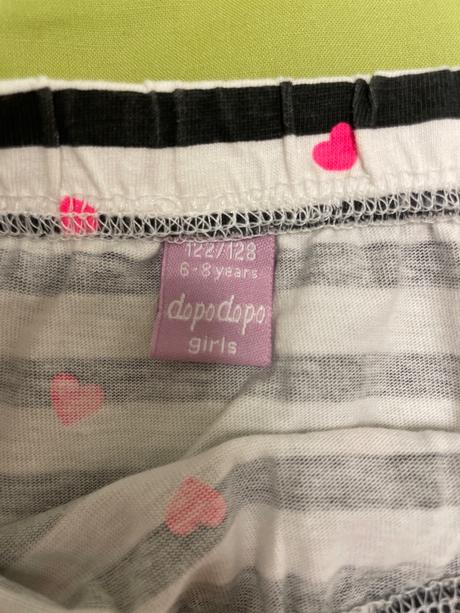 122/128
6-8 years
dopodopo
girls